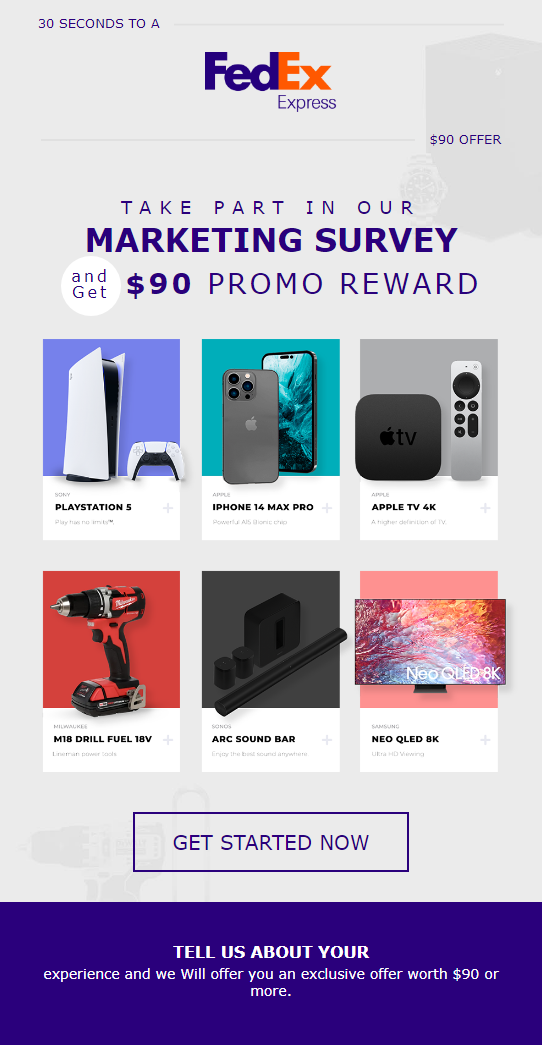 30 SECONDS TO A
FedEx
Express
$90 OFFER
TAKE PART IN OUR
MARKETING SURVEY
and
Get
$90 PROMO REWARD
tv
SONY
PLAYSTATION 5
Play has no limits™.
APPLE
IPHONE 14 MAX PRO
Powerful A15 Bionic chip
APPLE
APPLE TV 4K
A higher definition of TV.
Milwaukee
Neo QLED 8K
MILWAUKEE
M18 DRILL FUEL 18V
Lineman power tools
SONOS
ARC SOUND BAR
Enjoy the best sound anywhere
SAMSUNG
NEO QLED 8K
Ultra HD Viewing
GET STARTED NOW
TELL US ABOUT YOUR
experience and we Will offer you an exclusive offer worth $90 or
more.